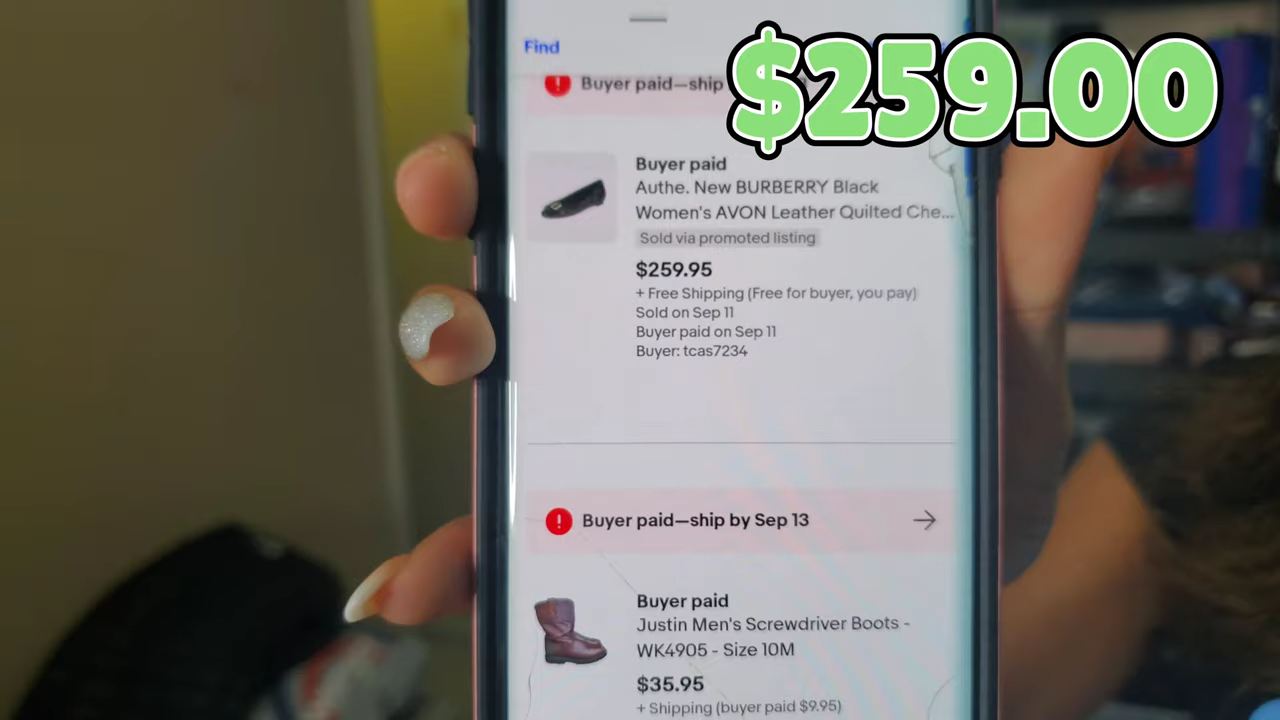 $259.00
Find
Buyer paid—ship
Buyer paid
Authe. New BURBERRY Black
Women's AVON Leather Quilted Che...
Sold via promoted listing
$259.95
+ Free Shipping (Free for buyer, you pay)
Sold on Sep 11
Buyer paid on Sep 11
Buyer: tcas7234
Buyer paid—ship by Sep 13
Buyer paid
Justin Men's Screwdriver Boots -
WK4905 - Size 10M
$35.95
+ Shipping (buyer paid $9.95)